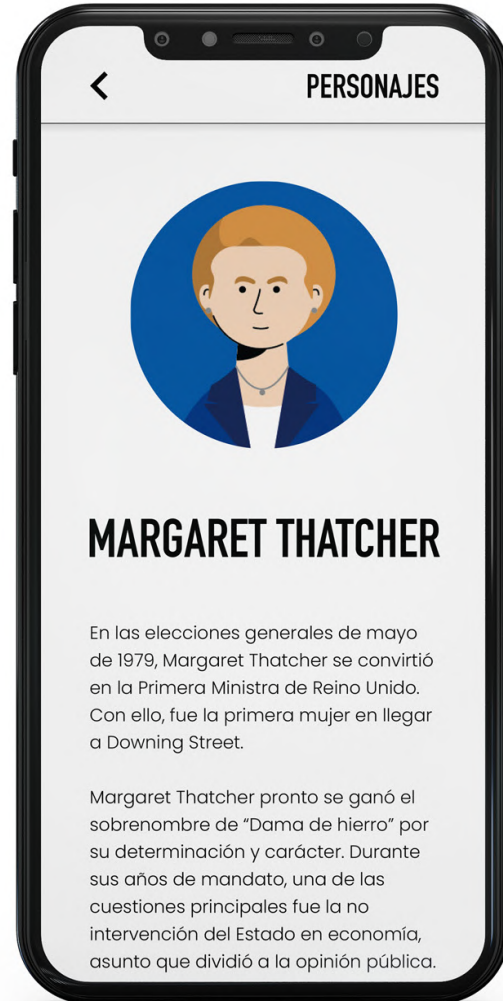 PERSONAJES
MARGARET THATCHER
En las elecciones generales de mayo
de 1979, Margaret Thatcher se convirtió
en la Primera Ministra de Reino Unido.
Con ello, fue la primera mujer en llegar
a Downing Street.
Margaret Thatcher pronto se ganó el
sobrenombre de “Dama de hierro” por
su determinación y carácter. Durante
sus años de mandato, una de las
cuestiones principales fue la no
intervención del Estado en economía,
asunto que dividió a la opinión pública.